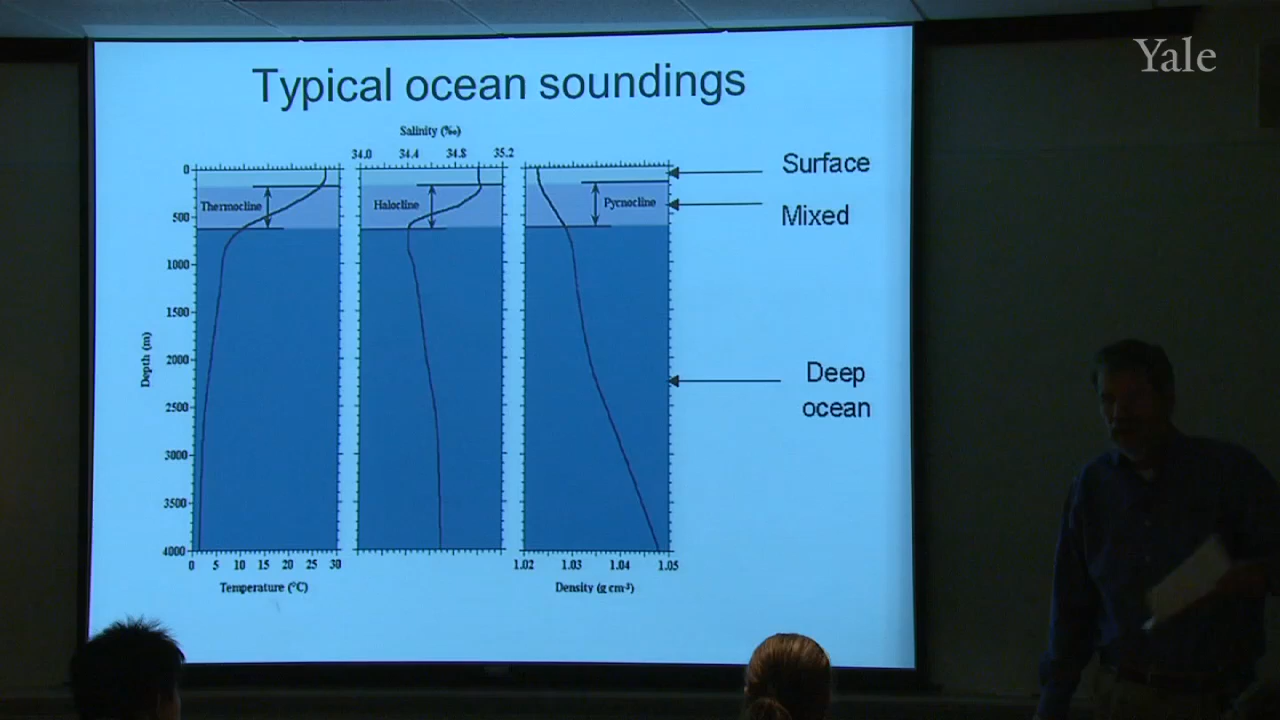 Yale
Typical ocean soundings
Salinity (‰)
34.0 34.4 34.8 35.2
0
500
1000
1500
2000
2500
3000
3500
4000
Depth (m)
Thermocline
Halocline
Pycnocline
Surface
Mixed
Deep
ocean
0 5 10 15 20 25 30
Temperature (°C)
1.02 1.03 1.04 1.05
Density (g cm-3)